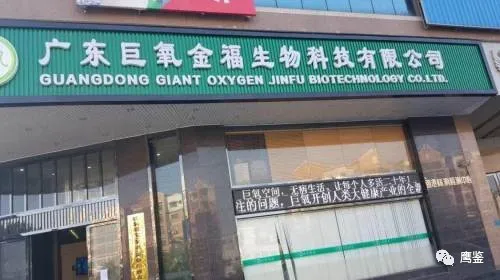 广东巨氧金福生物科技有限公司
GUANGDONG GIANT OXYGEN JINFU BIOTECHNOLOGY CO.LTD.
巨氧空间，无病生活，让每个人多活二十年！
生的问题，巨氧开创人类大健康产业的全新
鹰鉴